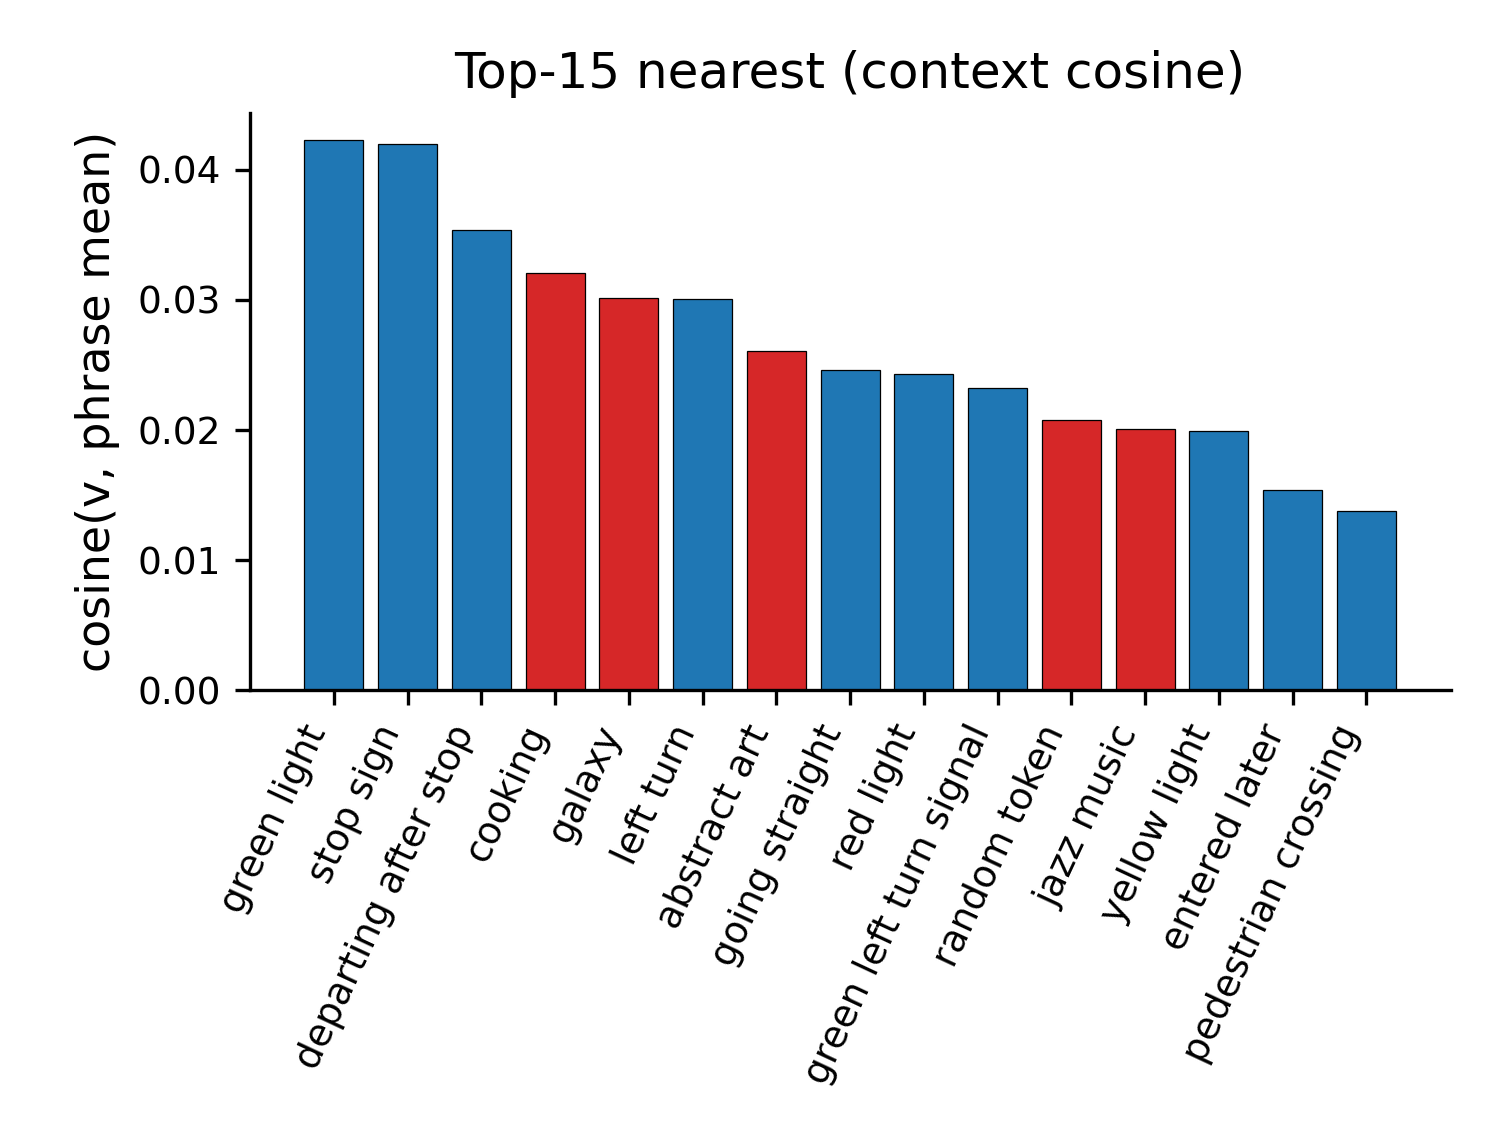 Top-15 nearest (context cosine)
cosine(v, phrase mean)
0.04
0.03
0.02
0.01
0.00
green light
stop sign
departing after stop
cooking
galaxy
left turn
abstract art
going straight
red light
green left turn signal
random token
jazz music
yellow light
entered later
pedestrian crossing